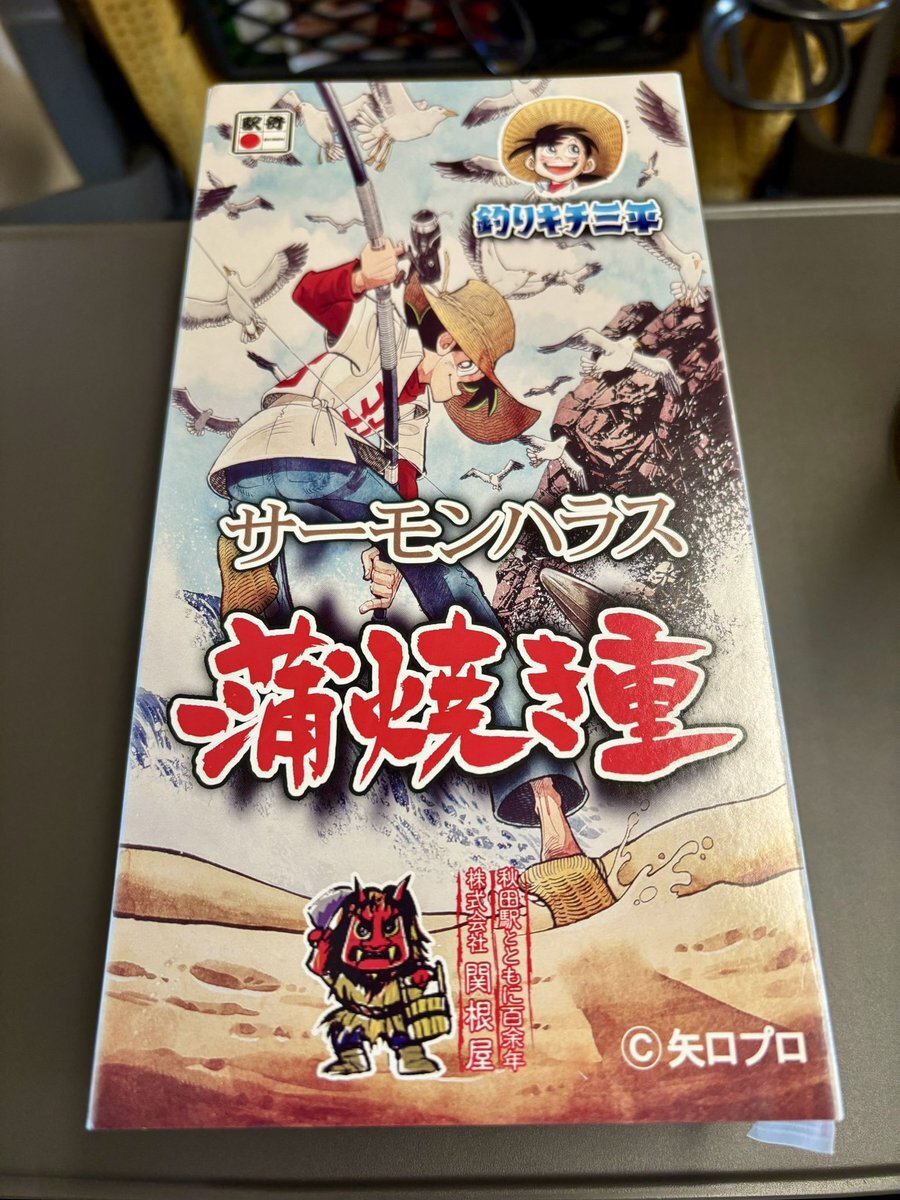 駅弁
釣りキチ三平
サーモンハラス
蒲焼き重
秋田駅とともに百余年
株式会社 関根屋
©矢口プロ